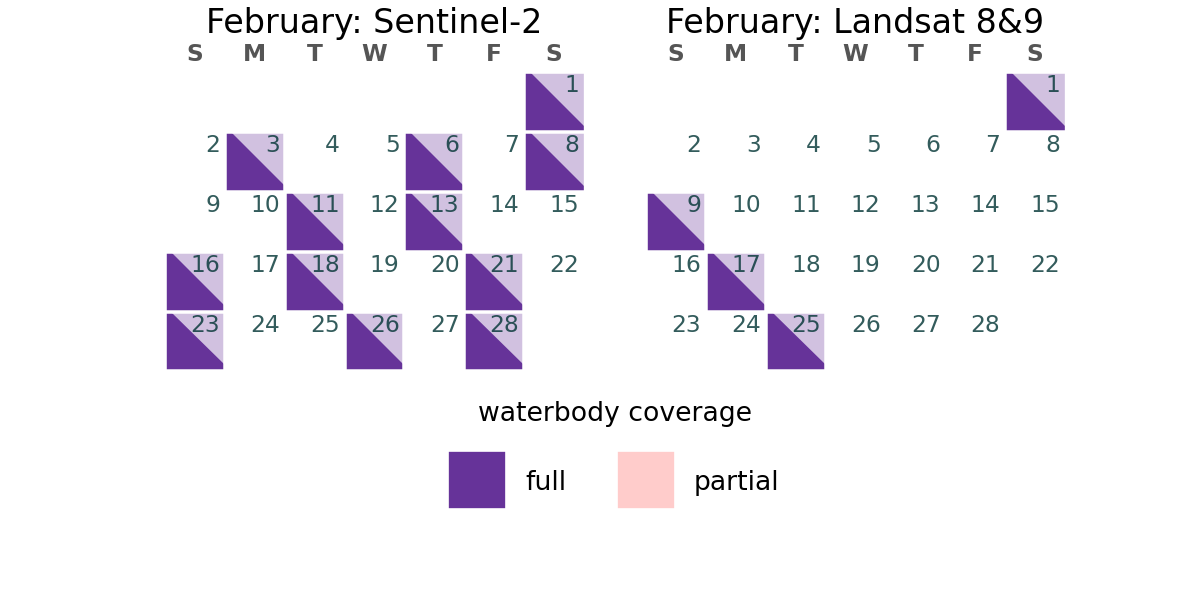 February: Sentinel-2
S M T W T F S
1
2 3 4 5 6 7 8
9 10 11 12 13 14 15
16 17 18 19 20 21 22
23 24 25 26 27 28
February: Landsat 8&9
S M T W T F S
1
2 3 4 5 6 7 8
9 10 11 12 13 14 15
16 17 18 19 20 21 22
23 24 25 26 27 28
waterbody coverage
full partial